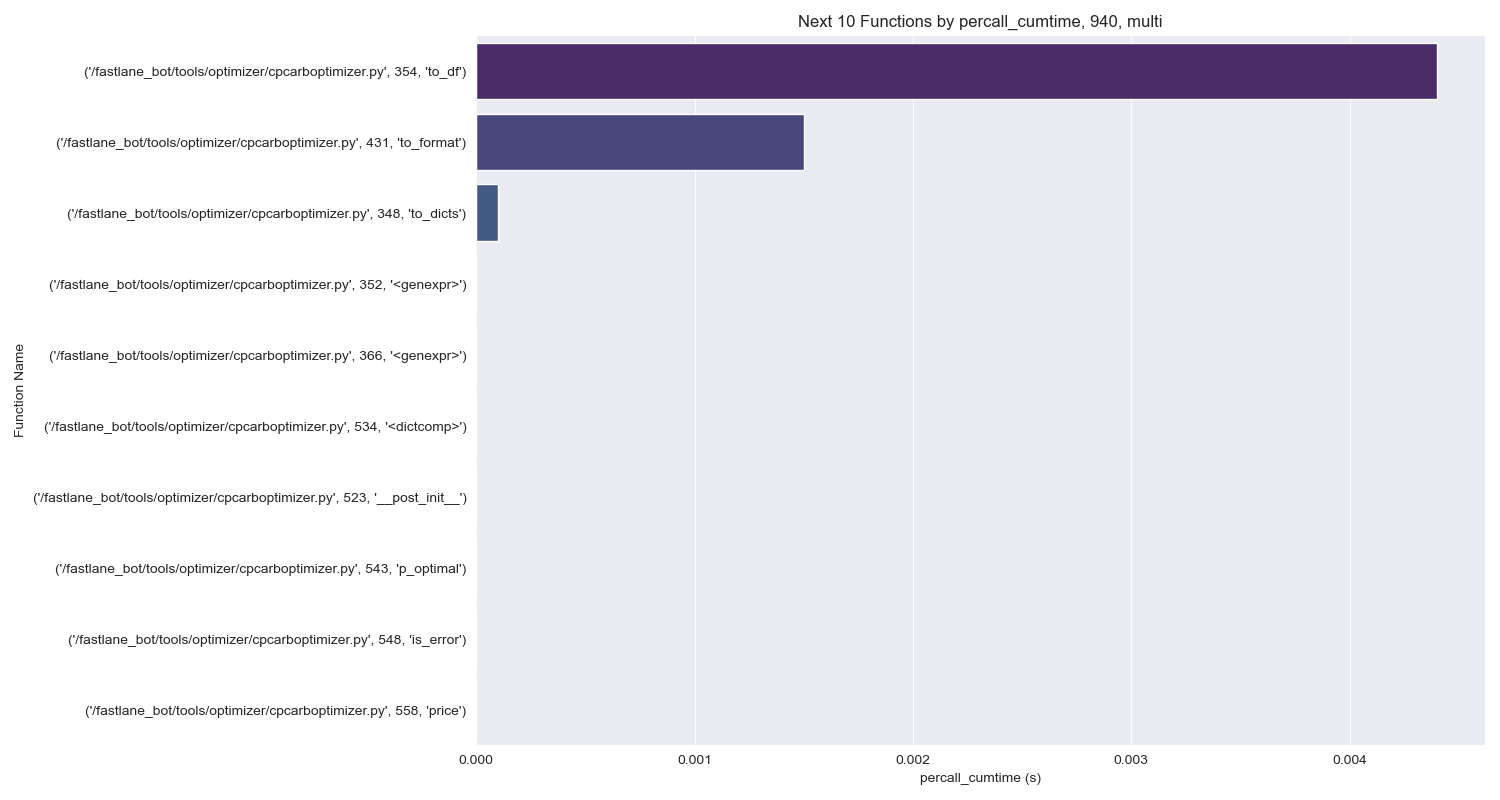 Next 10 Functions by percall_cumtime, 940, multi
('/fastlane_bot/tools/optimizer/cpcarboptimizer.py', 354, 'to_df')
('/fastlane_bot/tools/optimizer/cpcarboptimizer.py', 431, 'to_format')
('/fastlane_bot/tools/optimizer/cpcarboptimizer.py', 348, 'to_dicts')
('/fastlane_bot/tools/optimizer/cpcarboptimizer.py', 352, '<genexpr>')
('/fastlane_bot/tools/optimizer/cpcarboptimizer.py', 366, '<genexpr>')
('/fastlane_bot/tools/optimizer/cpcarboptimizer.py', 534, '<dictcomp>')
('/fastlane_bot/tools/optimizer/cpcarboptimizer.py', 523, '__post_init__')
('/fastlane_bot/tools/optimizer/cpcarboptimizer.py', 543, 'p_optimal')
('/fastlane_bot/tools/optimizer/cpcarboptimizer.py', 548, 'is_error')
('/fastlane_bot/tools/optimizer/cpcarboptimizer.py', 558, 'price')
Function Name
0.000 0.001 0.002 0.003 0.004
percall_cumtime (s)